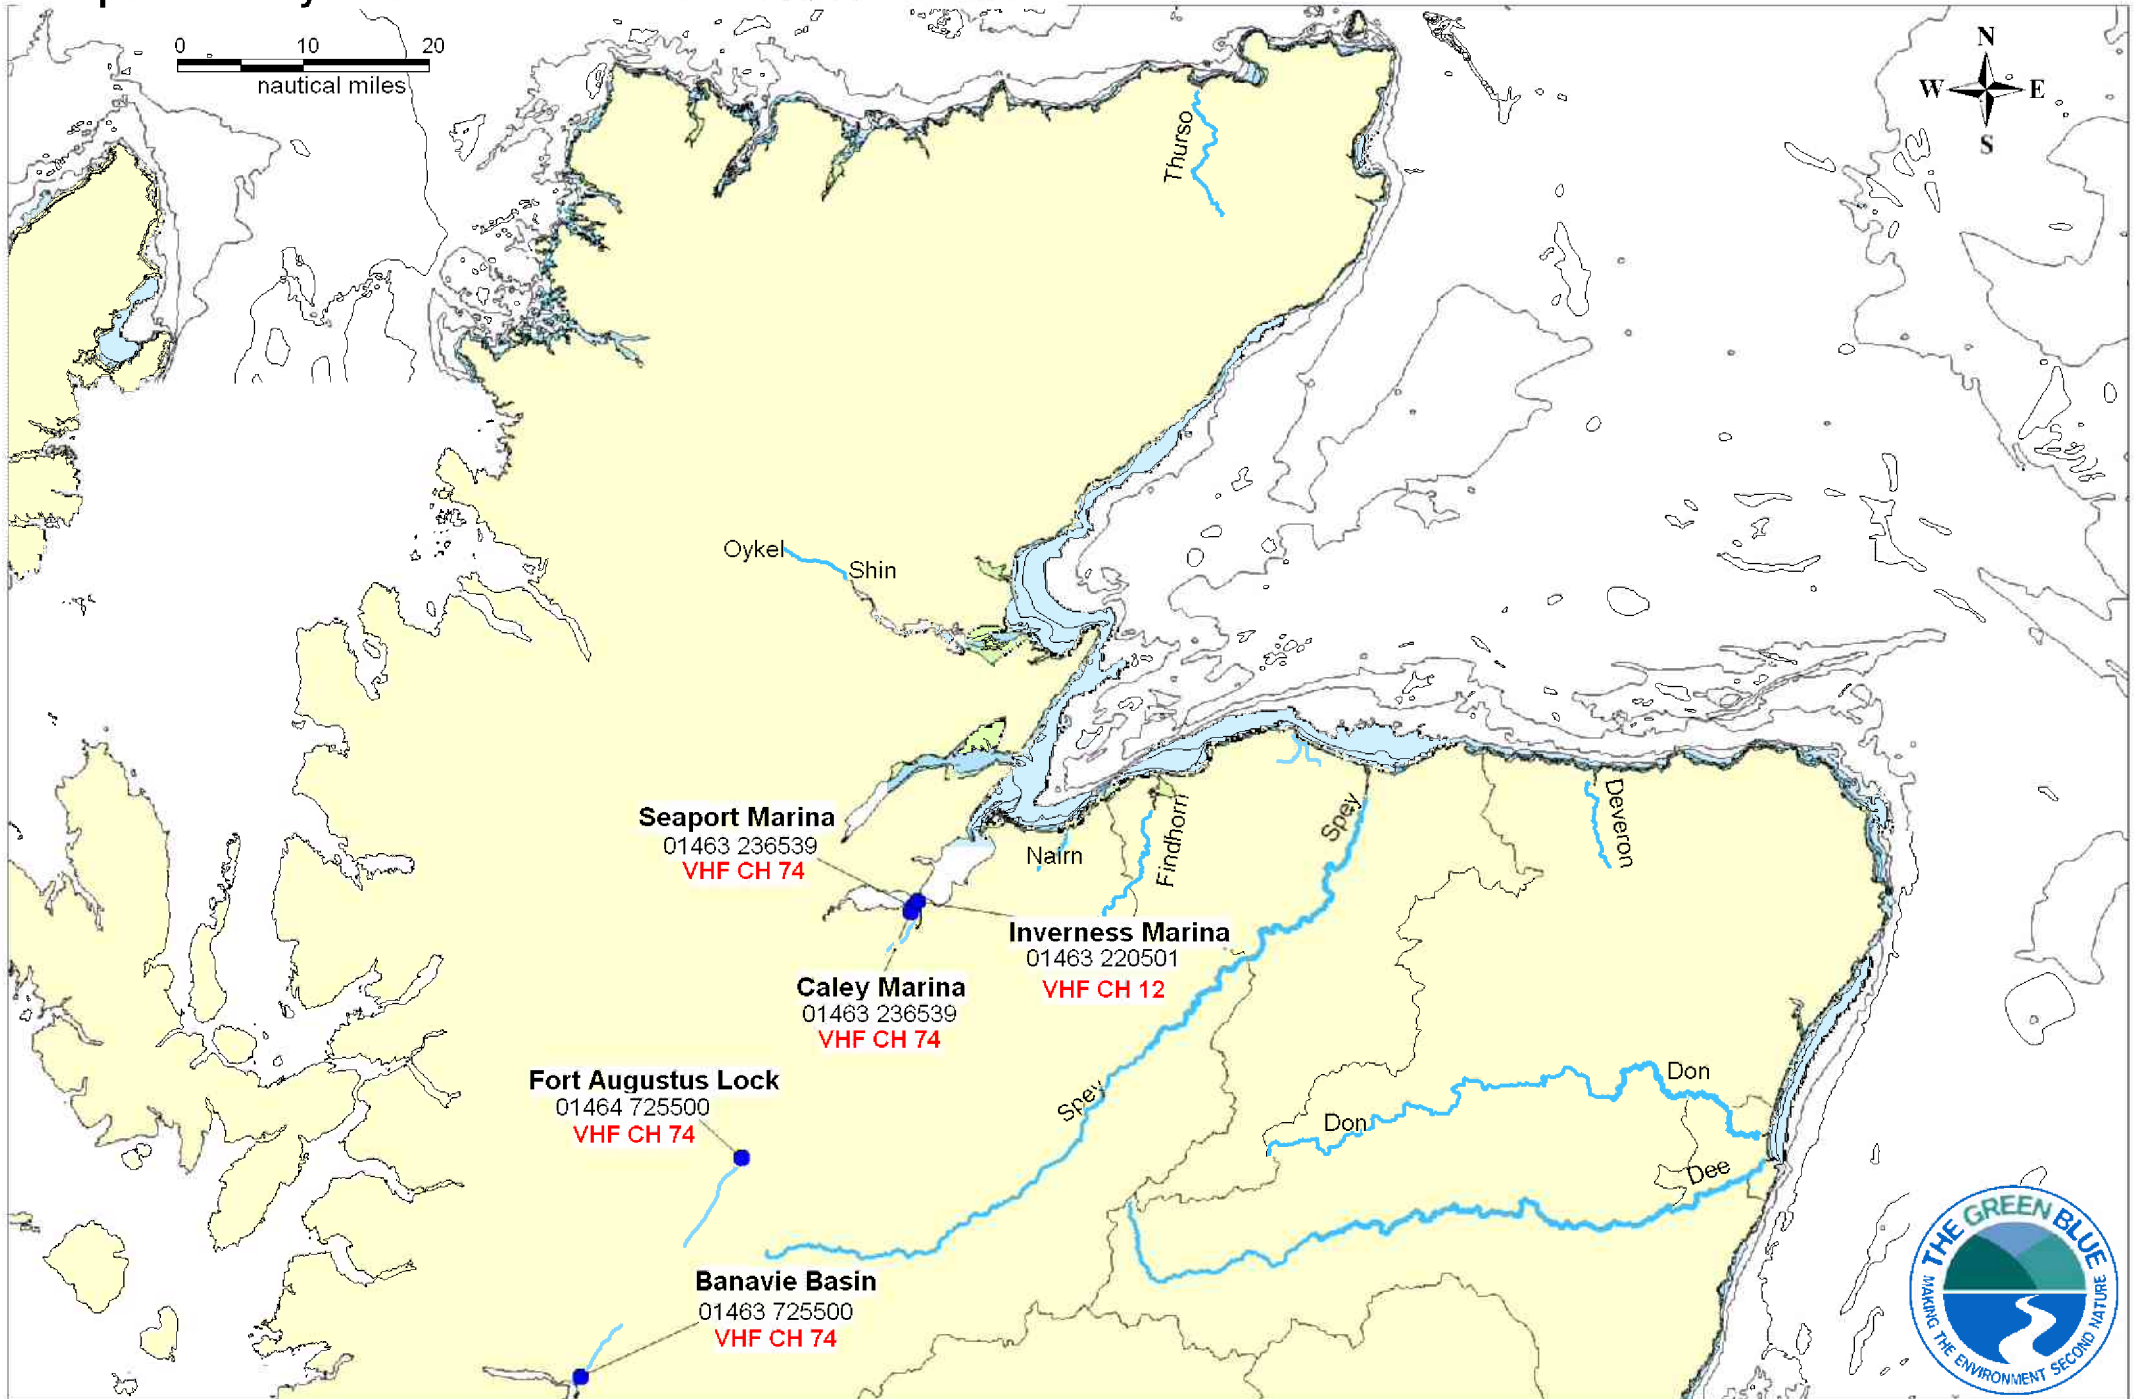 0 10 20
nautical miles
N
W E
S
Thurso
Oykel
Shin
Seaport Marina
01463 236539
VHF CH 74
Nairn
Findhorn
Spey
Deveron
Inverness Marina
01463 220501
VHF CH 12
Caley Marina
01463 236539
VHF CH 74
Fort Augustus Lock
01464 725500
VHF CH 74
Spey
Don
Don
Dee
Banavie Basin
01463 725500
VHF CH 74
THE GREEN BLUE
MAKING THE ENVIRONMENT SECOND NATURE